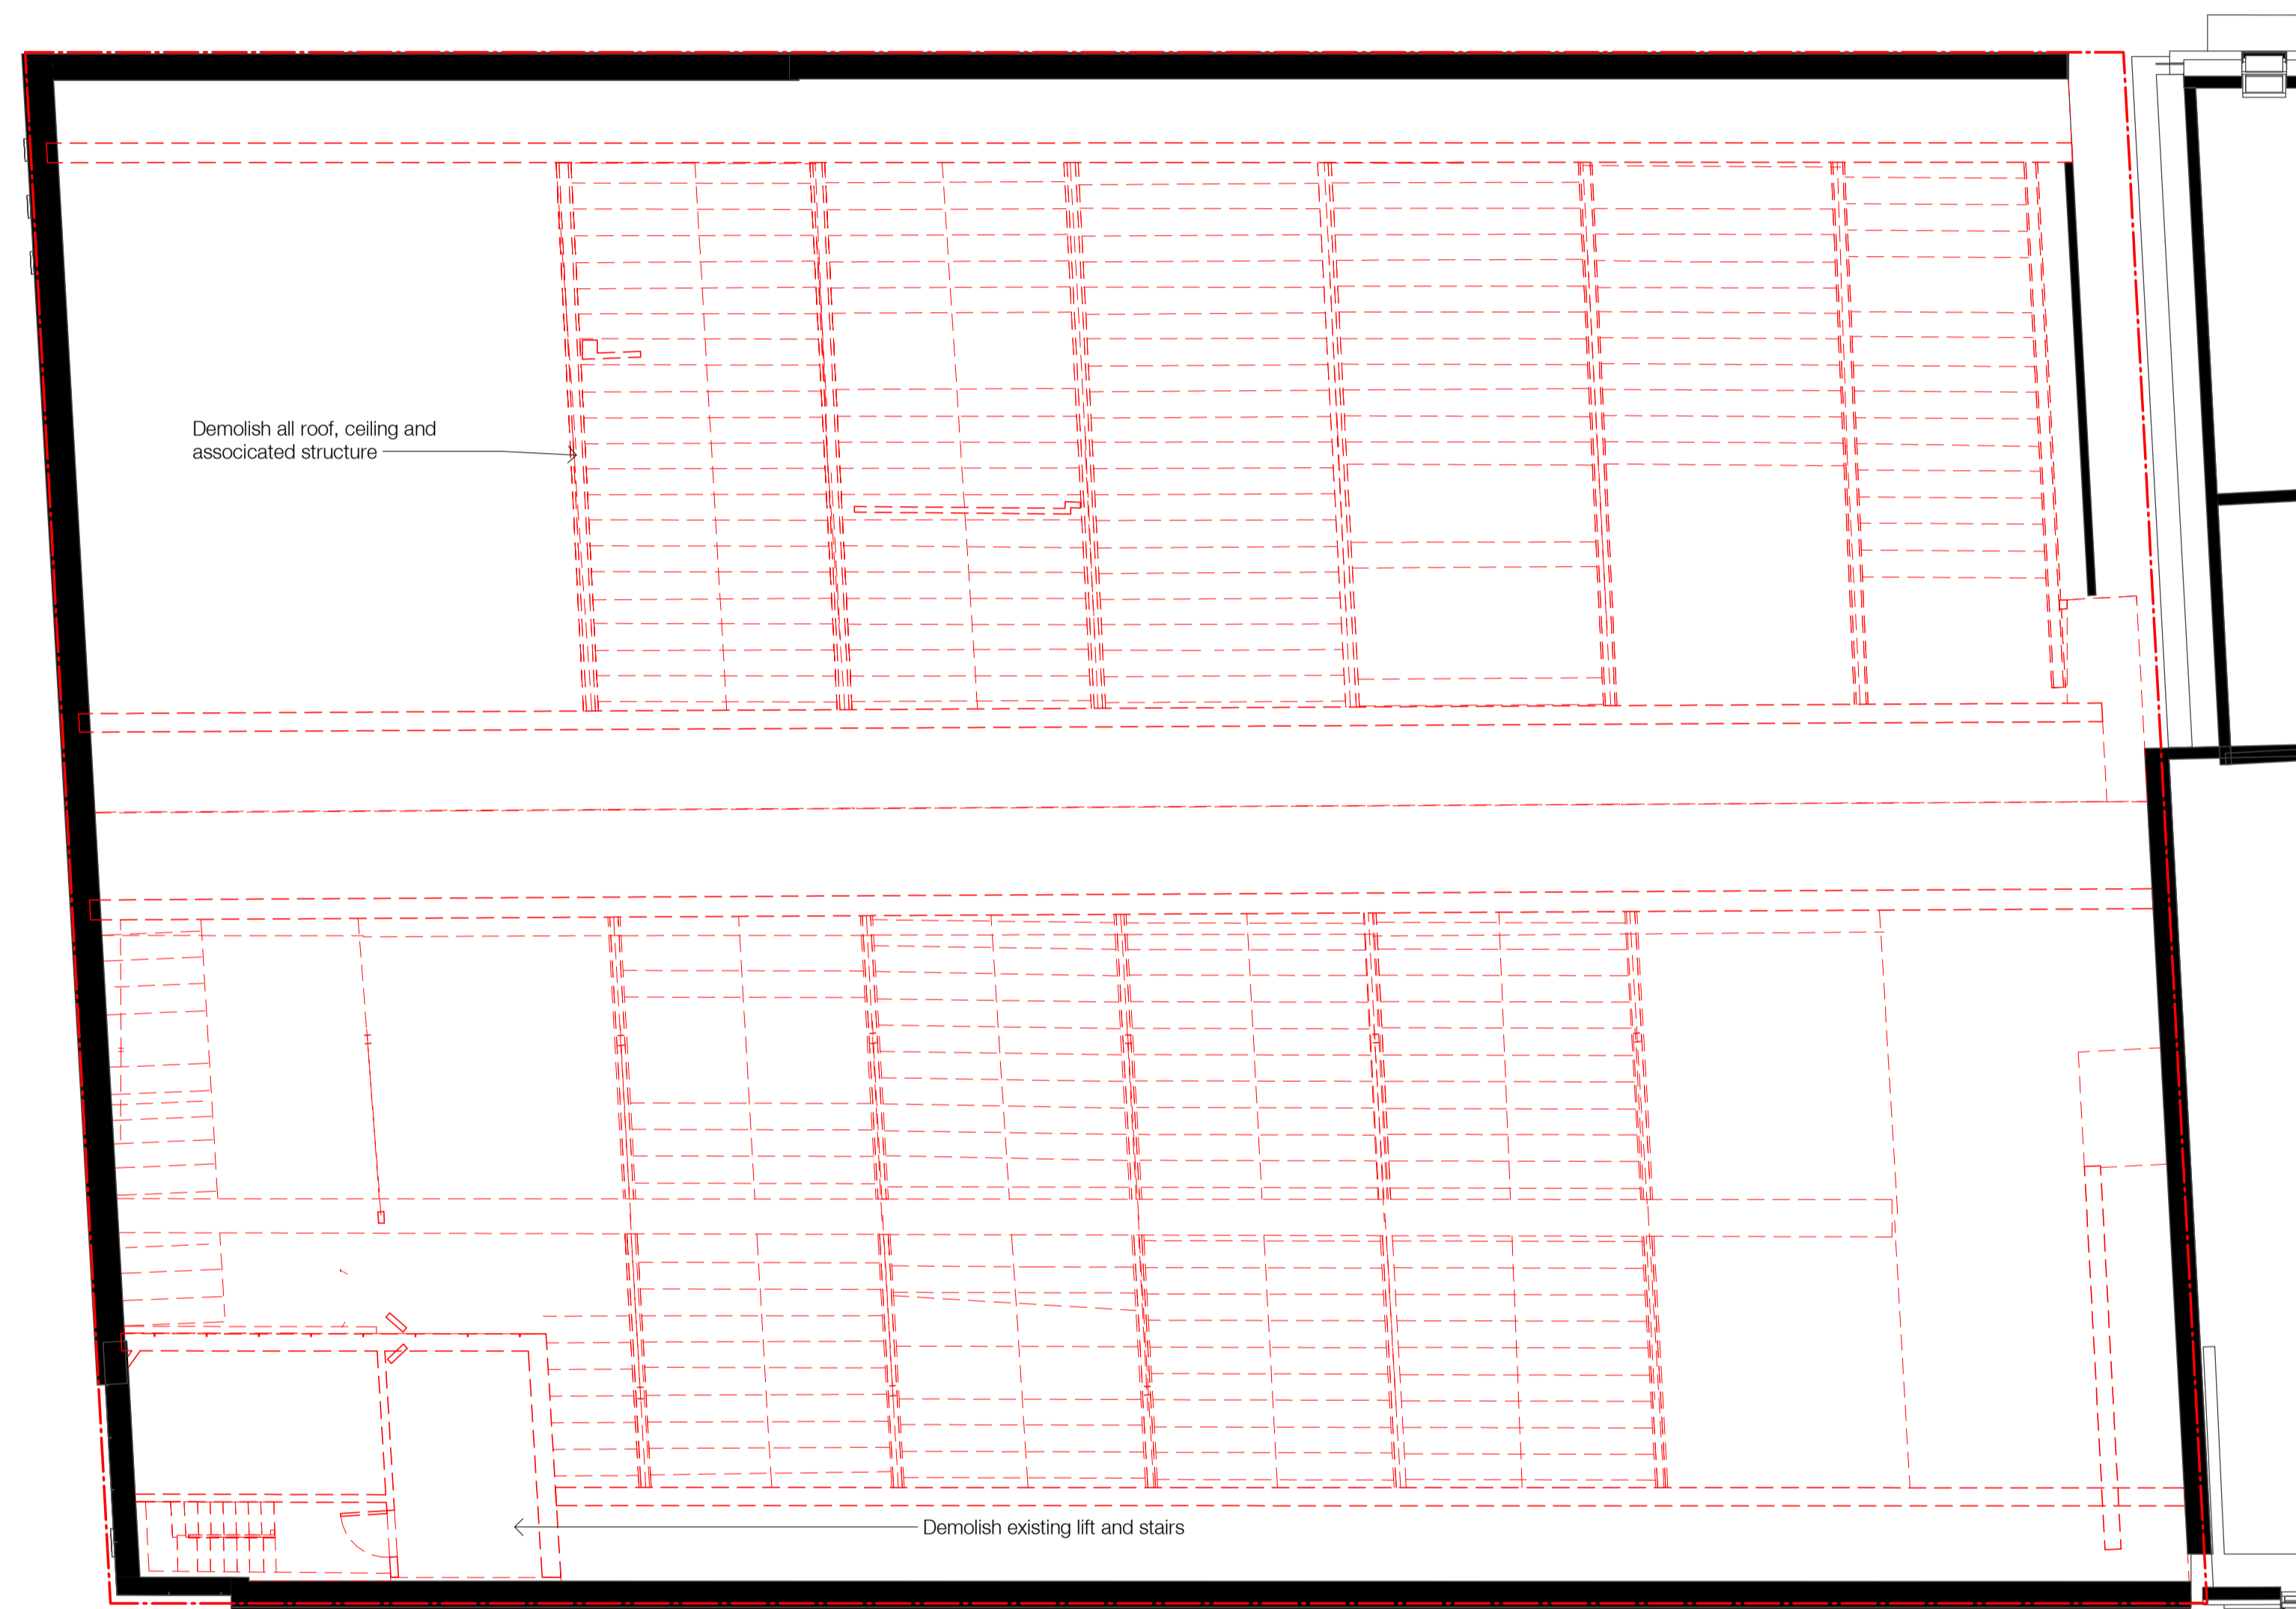 Demolish all roof, ceiling and
associcated structure
Demolish existing lift and stairs